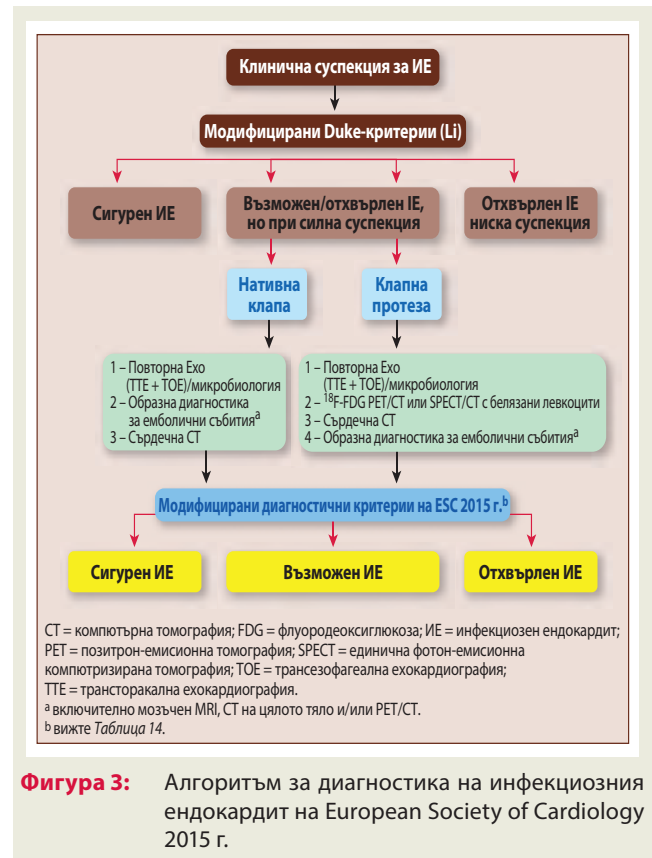 Клинична суспекция за ИЕ
Модифицирани Duke-критерии (Li)
Сигурен ИЕ
Възможен/отхвърлен IE,
но при силна суспекция
Отхвърлен IE
ниска суспекция
Нативна
клапа
Клапна
протеза
1 – Повторна Ехо
(TTE + TOE)/микробиология
2 – Образна диагностика
за емболични събития^a
3 – Сърдечна СТ
1 – Повторна Ехо
(TTE + TOE)/микробиология
2 – ¹⁸F-FDG PET/CT или SPECT/CT с белязани левкоцити
3 – Сърдечна СТ
4 – Образна диагностика за емболични събития^a
Модифицирани диагностични критерии на ESC 2015 г.^b
Сигурен ИЕ
Възможен ИЕ
Отхвърлен ИЕ
CT = компютърна томография; FDG = флуородеоксиглюкоза; ИЕ = инфекциозен ендокардит;
PET = позитрон-емисионна томография; SPECT = единична фотон-емисионна
компютризирана томография; TOE = трансезофагеална ехокардиография;
TTE = трансторакална ехокардиография.
^a включително мозъчен MRI, CT на цялото тяло и/или PET/CT.
^b вижте Таблица 14.
Фигура 3: Алгоритъм за диагностика на инфекциозния
ендокардит на European Society of Cardiology
2015 г.